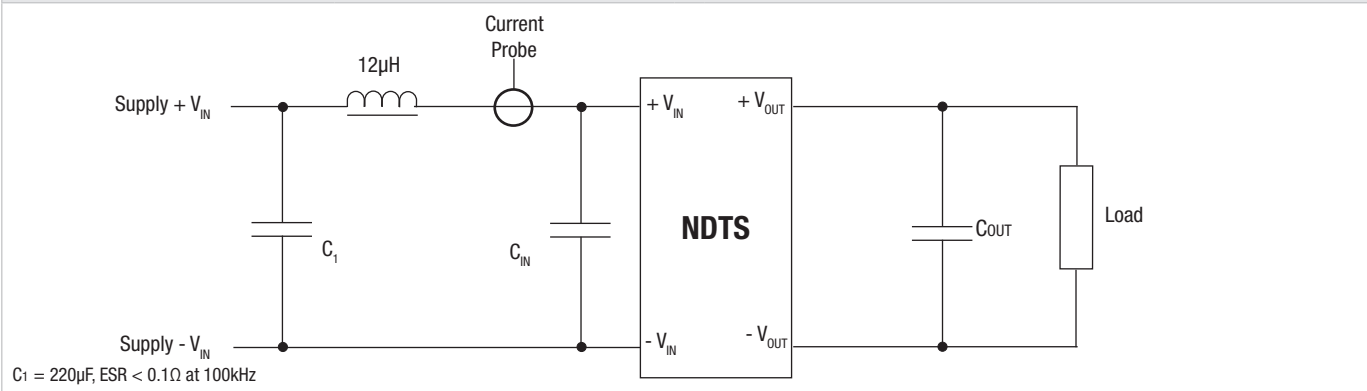 Current
Probe
12µH
Supply + V_IN
+ V_IN
+ V_OUT
NDTS
C_1
C_IN
COUT
Load
Supply - V_IN
- V_IN
- V_OUT
C1 = 220µF, ESR < 0.1Ω at 100kHz